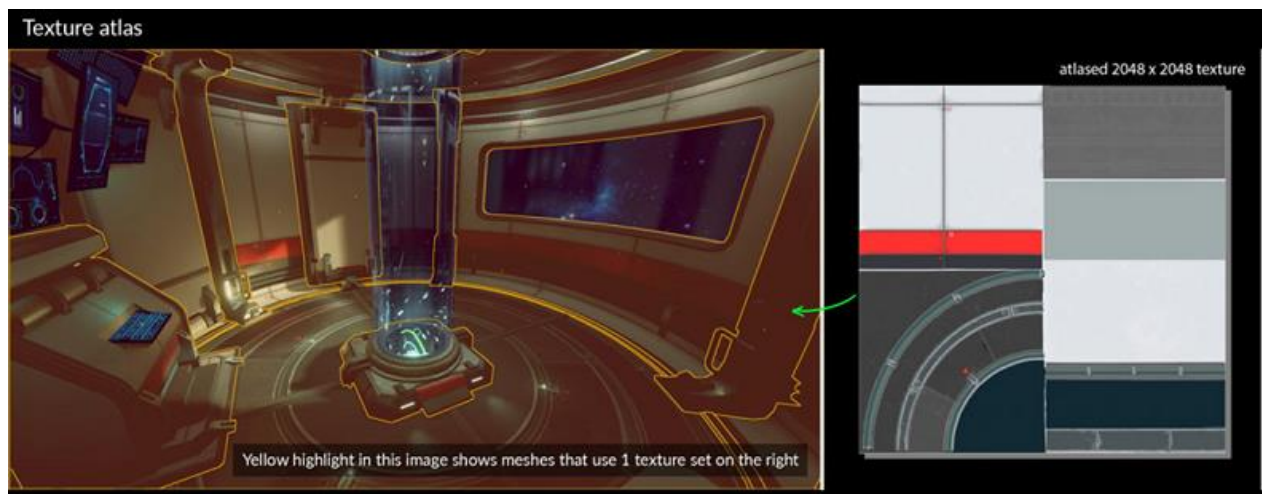 Texture atlas
atlased 2048 x 2048 texture
Yellow highlight in this image shows meshes that use 1 texture set on the right